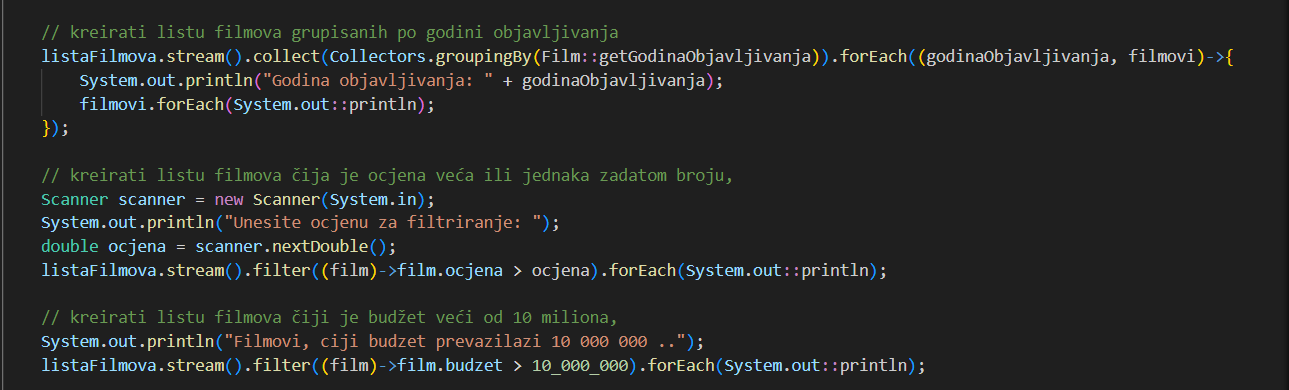 // kreirati listu filmova grupisanih po godini objavljivanja
listaFilmova.stream().collect(Collectors.groupingBy(Film::getGodinaObjavljivanja)).forEach((godinaObjavljivanja, filmovi)->{
    System.out.println("Godina objavljivanja: " + godinaObjavljivanja);
    filmovi.forEach(System.out::println);
});
// kreirati listu filmova čija je ocjena veća ili jednaka zadatom broju,
Scanner scanner = new Scanner(System.in);
System.out.println("Unesite ocjenu za filtriranje: ");
double ocjena = scanner.nextDouble();
listaFilmova.stream().filter((film)->film.ocjena > ocjena).forEach(System.out::println);
// kreirati listu filmova čiji je budžet veći od 10 miliona,
System.out.println("Filmovi, ciji budzet prevazilazi 10 000 000 ..");
listaFilmova.stream().filter((film)->film.budzet > 10_000_000).forEach(System.out::println);